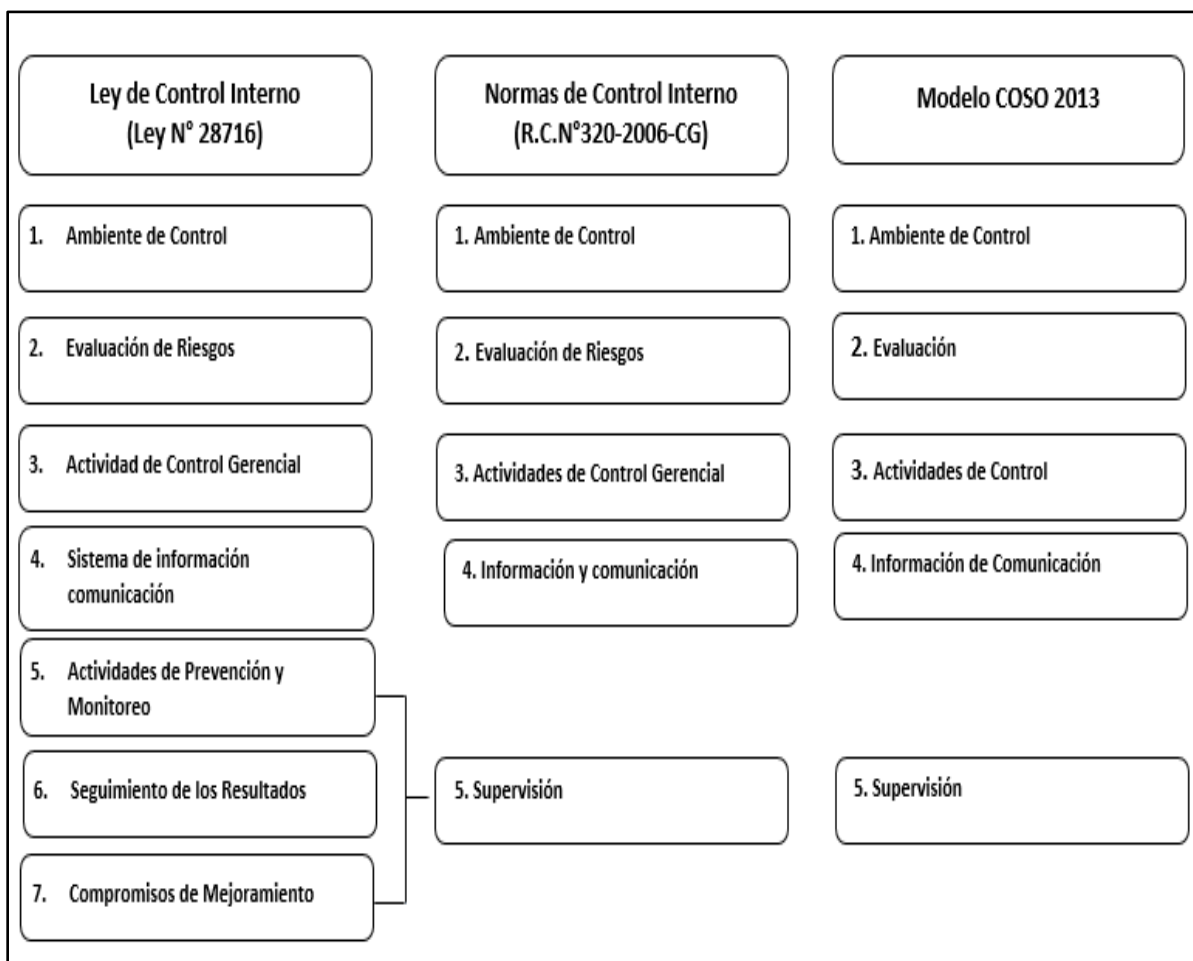 Ley de Control Interno
(Ley N° 28716)
Normas de Control Interno
(R.C.N°320-2006-CG)
Modelo COSO 2013
1. Ambiente de Control
1. Ambiente de Control
1. Ambiente de Control
2. Evaluación de Riesgos
2. Evaluación de Riesgos
2. Evaluación
3. Actividad de Control Gerencial
3. Actividades de Control Gerencial
3. Actividades de Control
4. Sistema de información
comunicación
4. Información y comunicación
4. Información de Comunicación
5. Actividades de Prevención y
Monitoreo
6. Seguimiento de los Resultados
7. Compromisos de Mejoramiento
5. Supervisión
5. Supervisión